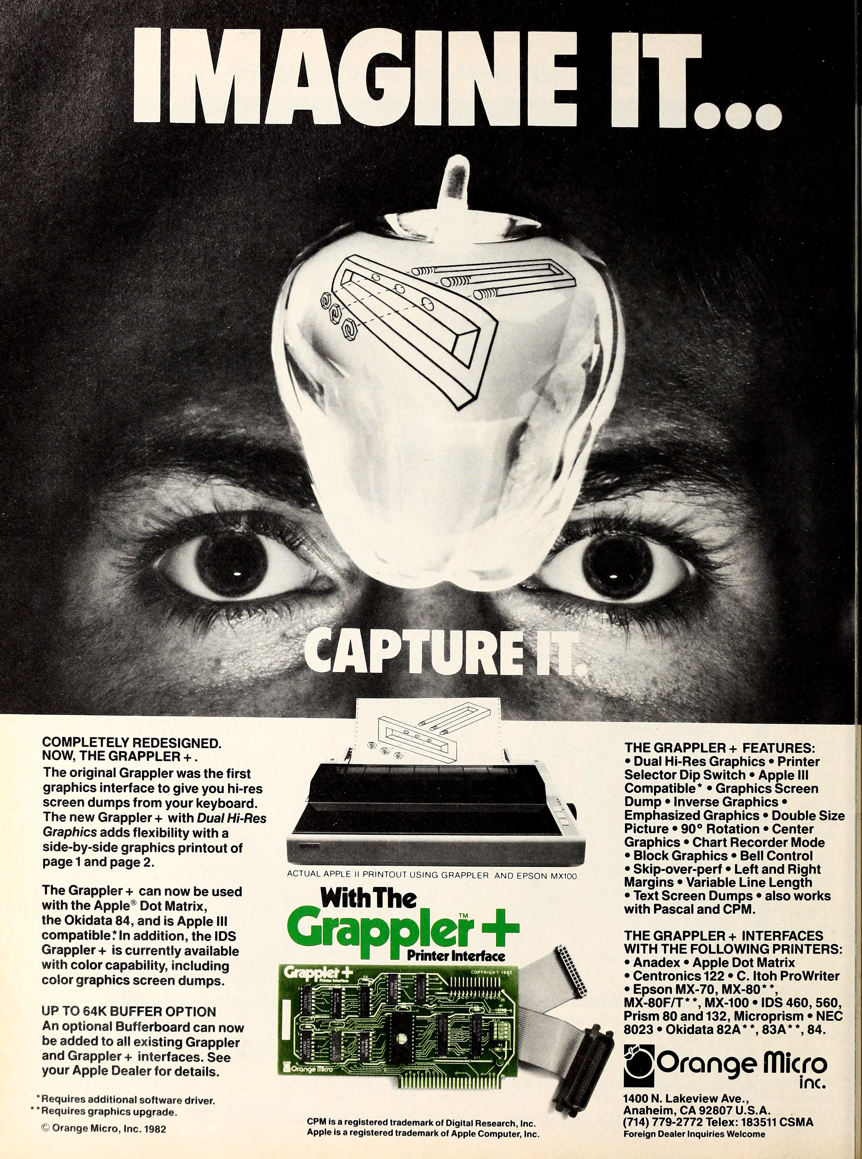 IMAGINE IT...
CAPTURE IT.
COMPLETELY REDESIGNED.
NOW, THE GRAPPLER +.
The original Grappler was the first
graphics interface to give you hi-res
screen dumps from your keyboard.
The new Grappler + with Dual Hi-Res
Graphics adds flexibility with a
side-by-side graphics printout of
page 1 and page 2.
The Grappler + can now be used
with the Apple® Dot Matrix,
the Okidata 84, and is Apple III
compatible.* In addition, the IDS
Grappler + is currently available
with color capability, including
color graphics screen dumps.
UP TO 64K BUFFER OPTION
An optional Bufferboard can now
be added to all existing Grappler
and Grappler + interfaces. See
your Apple Dealer for details.
*Requires additional software driver.
**Requires graphics upgrade.
© Orange Micro, Inc. 1982
EPSON
ACTUAL APPLE II PRINTOUT USING GRAPPLER AND EPSON MX100
With The
Grappler+™
Printer Interface
Grappler+
Printer Interface
COPYRIGHT 1982
Orange Micro
CPM is a registered trademark of Digital Research, Inc.
Apple is a registered trademark of Apple Computer, Inc.
THE GRAPPLER + FEATURES:
• Dual Hi-Res Graphics • Printer
Selector Dip Switch • Apple III
Compatible* • Graphics Screen
Dump • Inverse Graphics •
Emphasized Graphics • Double Size
Picture • 90° Rotation • Center
Graphics • Chart Recorder Mode
• Block Graphics • Bell Control
• Skip-over-perf • Left and Right
Margins • Variable Line Length
• Text Screen Dumps • also works
with Pascal and CPM.
THE GRAPPLER + INTERFACES
WITH THE FOLLOWING PRINTERS:
• Anadex • Apple Dot Matrix
• Centronics 122 • C. Itoh ProWriter
• Epson MX-70, MX-80**,
MX-80F/T**, MX-100 • IDS 460, 560,
Prism 80 and 132, Microprism • NEC
8023 • Okidata 82A**, 83A**, 84.
Orange Micro
inc.
1400 N. Lakeview Ave.,
Anaheim, CA 92807 U.S.A.
(714) 779-2772 Telex: 183511 CSMA
Foreign Dealer Inquiries Welcome